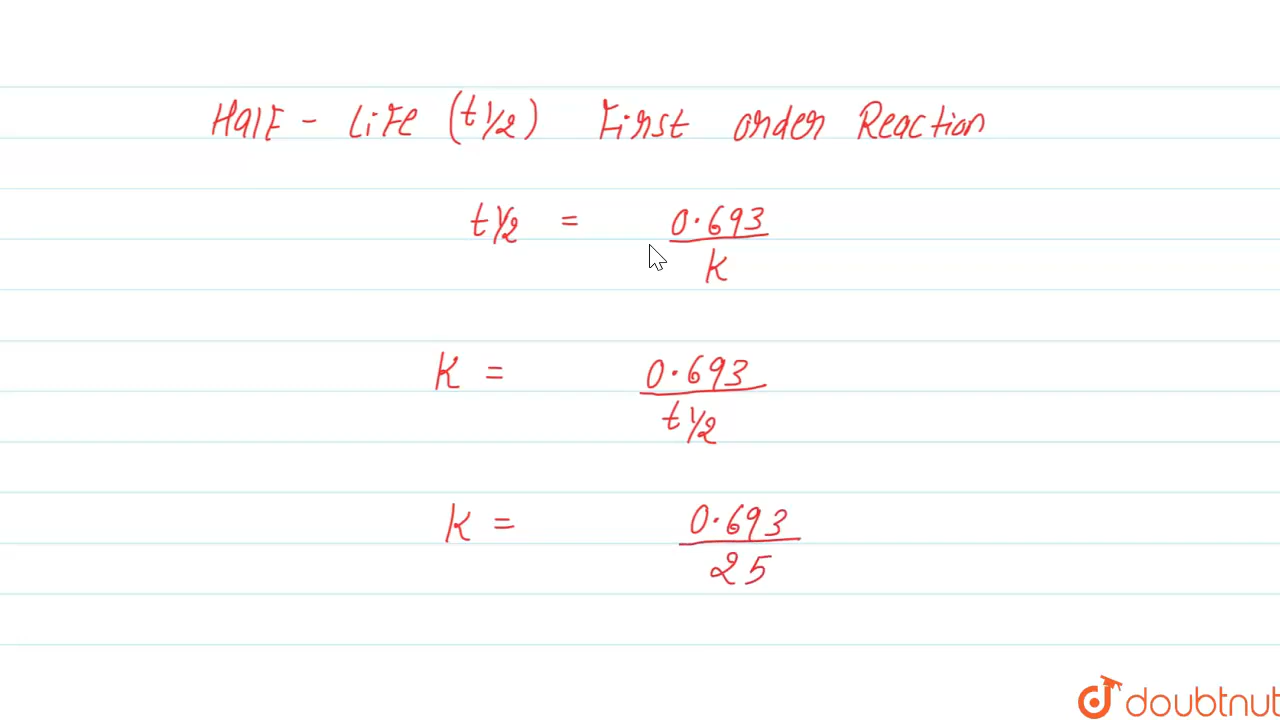 Half - Life (t1/2) First order Reaction
t1/2 = 0.693/k
K = 0.693/t1/2
K = 0.693/25
doubtnut